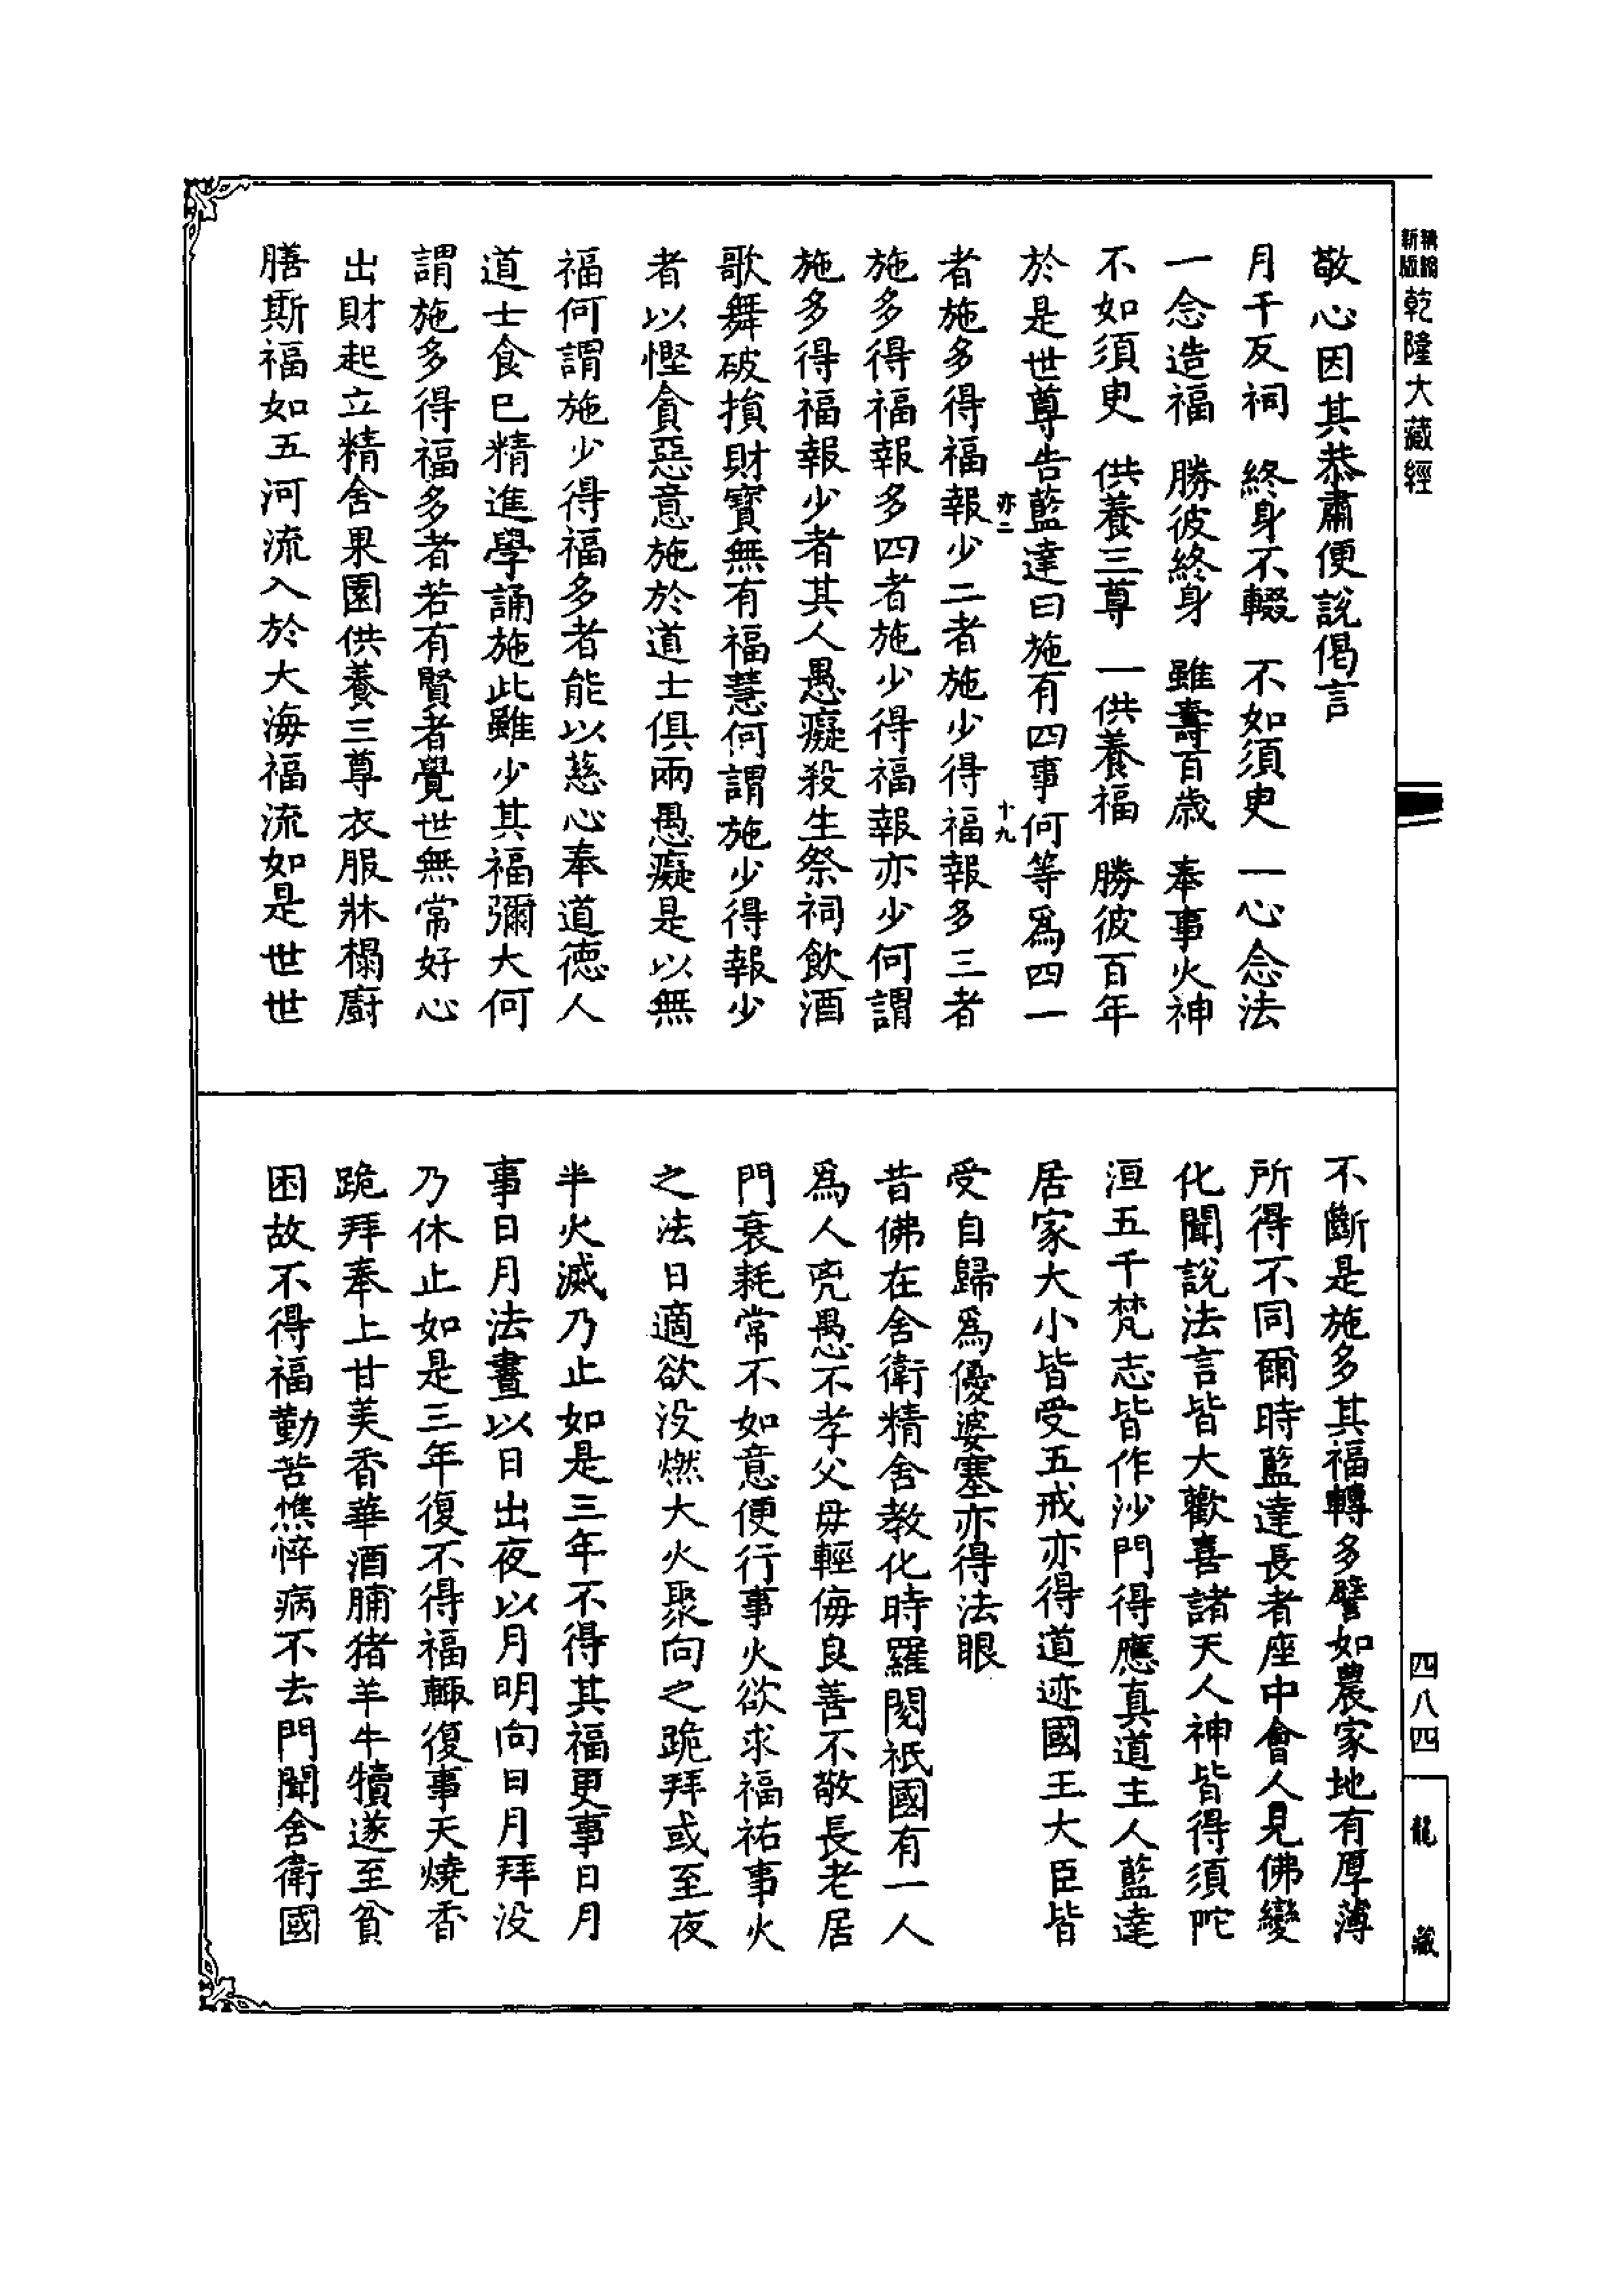 精縮新版乾隆大藏經
敬心因其恭肅便說偈言
月千反祠　終身不輟　不如須臾　一心念法
一念造福　勝彼終身　雖壽百歲　奉事火神
不如須臾　供養三尊　一供養福　勝彼百年
於是世尊告藍達曰施有四事何等爲四一
亦二　十九
者施多得福報少二者施少得福報多三者
施多得福報多四者施少得福報亦少何謂
施多得福報少者其人愚癡殺生祭祠飲酒
歌舞破損財寶無有福慧何謂施少得報少
者以慳貪惡意施於道士俱兩愚癡是以無
福何謂施少得福多者能以慈心奉道德人
道士食已精進學誦施此雖少其福彌大何
謂施多得福多者若有賢者覺世無常好心
出財起立精舍果園供養三尊衣服牀榻廚
膳斯福如五河流入於大海福流如是世世
不斷是施多其福轉多譬如農家地有厚薄
所得不同爾時藍達長者座中會人見佛變
化聞說法言皆大歡喜諸天人神皆得須陀
洹五千梵志皆作沙門得應真道主人藍達
居家大小皆受五戒亦得道迹國王大臣皆
受自歸爲優婆塞亦得法眼
昔佛在舍衛精舍教化時羅閱祇國有一人
爲人兇愚不孝父母輕侮良善不敬長老居
門衰耗常不如意便行事火欲求福祐事火
之法日適欲没燃大火聚向之跪拜或至夜
半火滅乃止如是三年不得其福更事日月
事日月法晝以日出夜以月明向日月拜没
乃休止如是三年復不得福輒復事天燒香
跪拜奉上甘美香華酒脯猪羊牛犢遂至貧
困故不得福勤苦憔悴病不去門聞舍衛國
四八四
龍藏